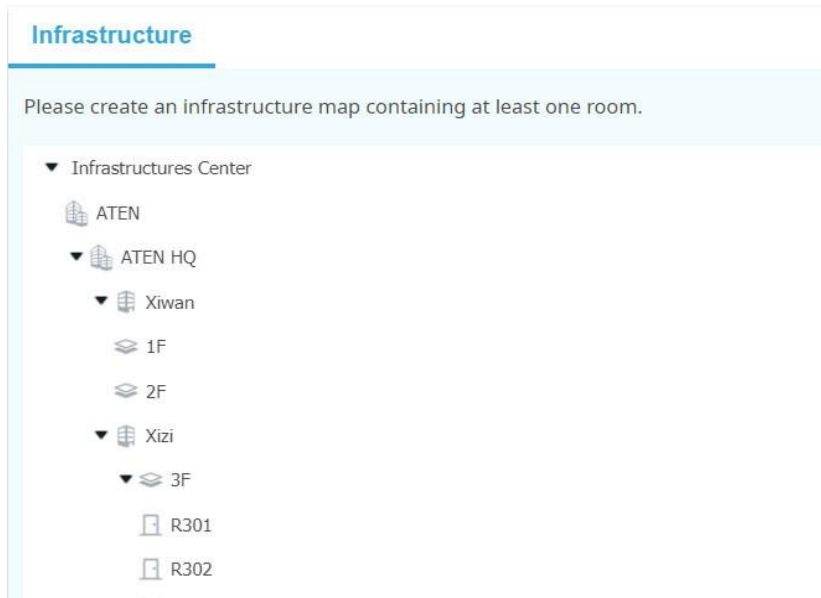 Infrastructure
Please create an infrastructure map containing at least one room.
Infrastructures Center
ATEN
ATEN HQ
Xiwan
1F
2F
Xizi
3F
R301
R302